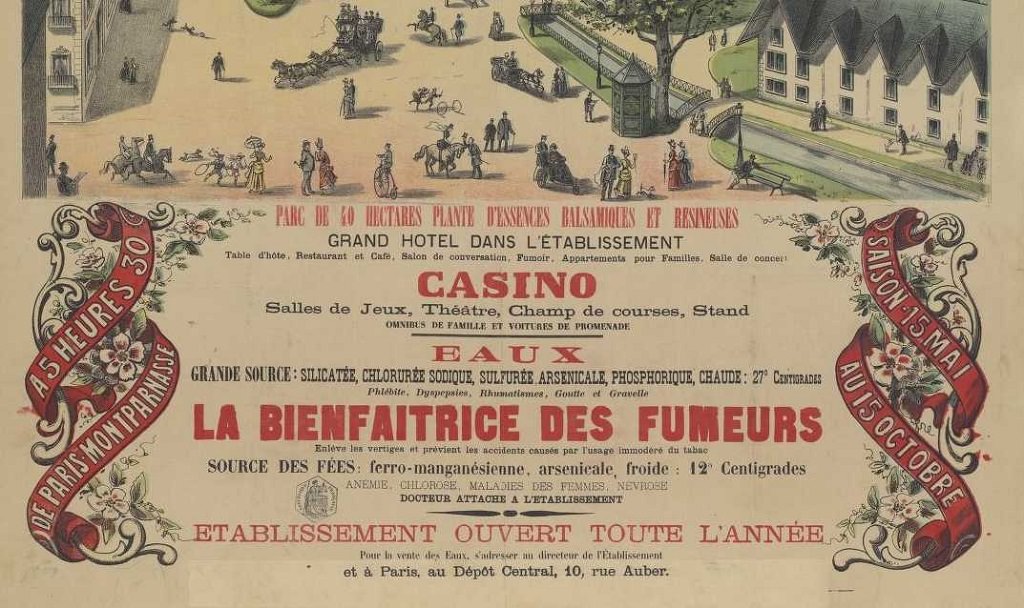 PARC DE 40 HECTARES PLANTÉ D'ESSENCES BALSAMIQUES ET RESINEUSES
GRAND HOTEL DANS L'ÉTABLISSEMENT
Table d'hôte, Restaurant et Café, Salon de conversation, Fumoir, Appartements pour Familles, Salle de concert
CASINO
Salles de Jeux, Théâtre, Champ de courses, Stand
OMNIBUS DE FAMILLE ET VOITURES DE PROMENADE
EAUX
GRANDE SOURCE: SILICATÉE, CHLORURÉE SODIQUE, SULFURÉE ARSENICALE, PHOSPHORIQUE, CHAUDE: 27° CENTIGRADES
Phlébite, Dyspepsies, Rhumatismes, Goutte et Gravelle
LA BIENFAITRICE DES FUMEURS
Enlève les vertiges et prévient les accidents causés par l'usage immodéré du tabac
SOURCE DES FÉES: ferro-manganésienne, arsenicale, froide : 12° Centigrades
ANÉMIE, CHLOROSE, MALADIES DES FEMMES, NÉVROSE
DOCTEUR ATTACHE A L'ETABLISSEMENT
ETABLISSEMENT OUVERT TOUTE L'ANNÉE
Pour la vente des Eaux, s'adresser au directeur de l'Établissement
et à Paris, au Dépôt Central, 10, rue Auber.
A 5 HEURES 30
DE PARIS MONTPARNASSE
SAISON · 15 MAI
AU 15 OCTOBRE